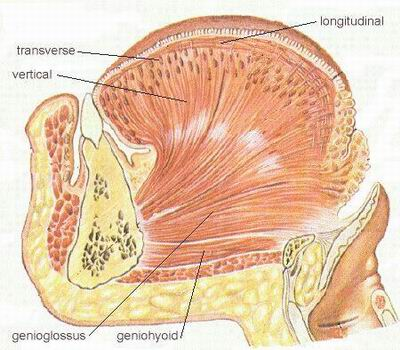 longitudinal
transverse
vertical
genioglossus
geniohyoid